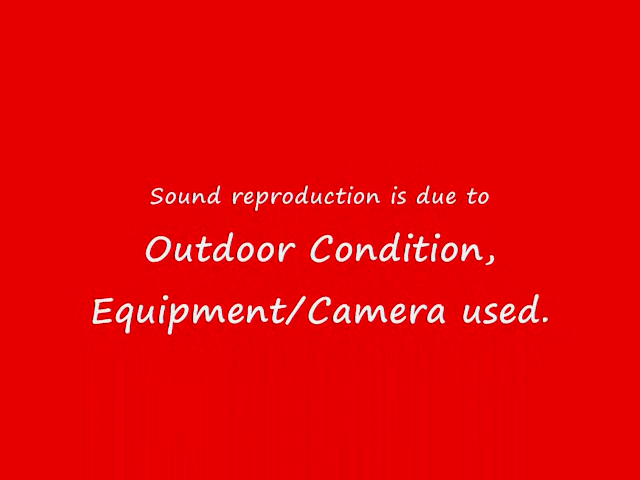 Sound reproduction is due to
Outdoor Condition,
Equipment/Camera used.